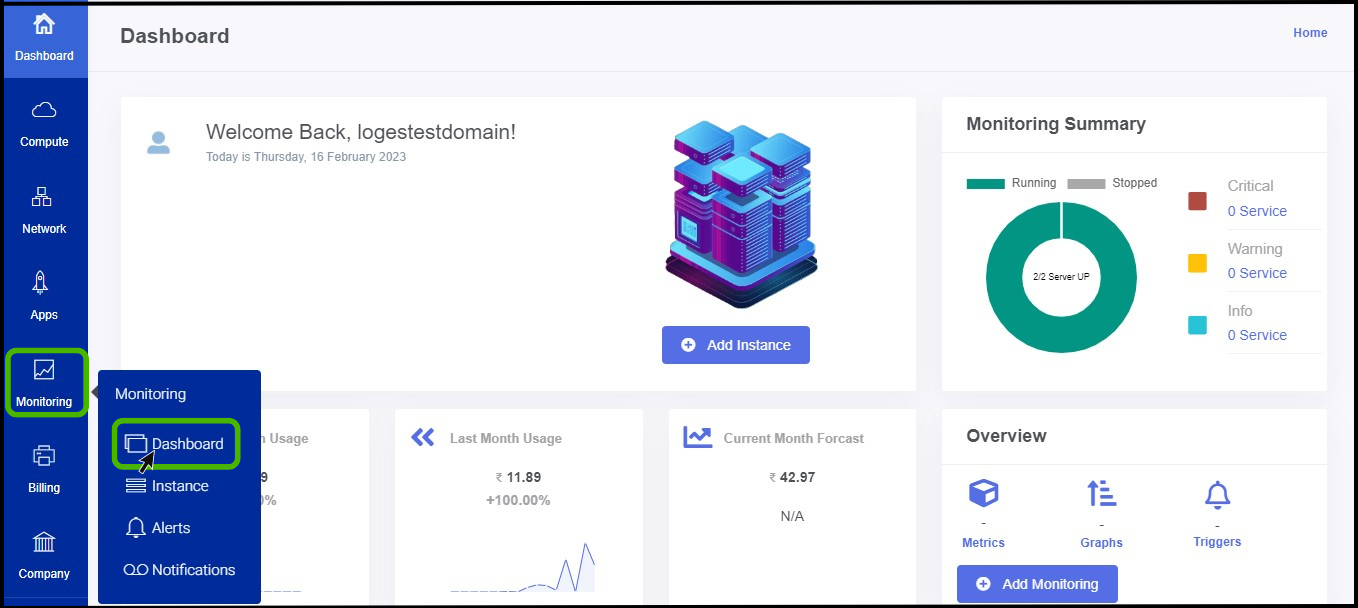 Dashboard
Compute
Network
Apps
Monitoring
Billing
Company
Dashboard
Home
Welcome Back, logestestdomain!
Today is Thursday, 16 February 2023
Add Instance
Monitoring Summary
Running
Stopped
2/2 Server UP
Critical
0 Service
Warning
0 Service
Info
0 Service
Monitoring
Dashboard
Instance
Alerts
Notifications
Usage
9
0%
Last Month Usage
₹ 11.89
+100.00%
Current Month Forcast
₹ 42.97
N/A
Overview
-
Metrics
-
Graphs
-
Triggers
Add Monitoring